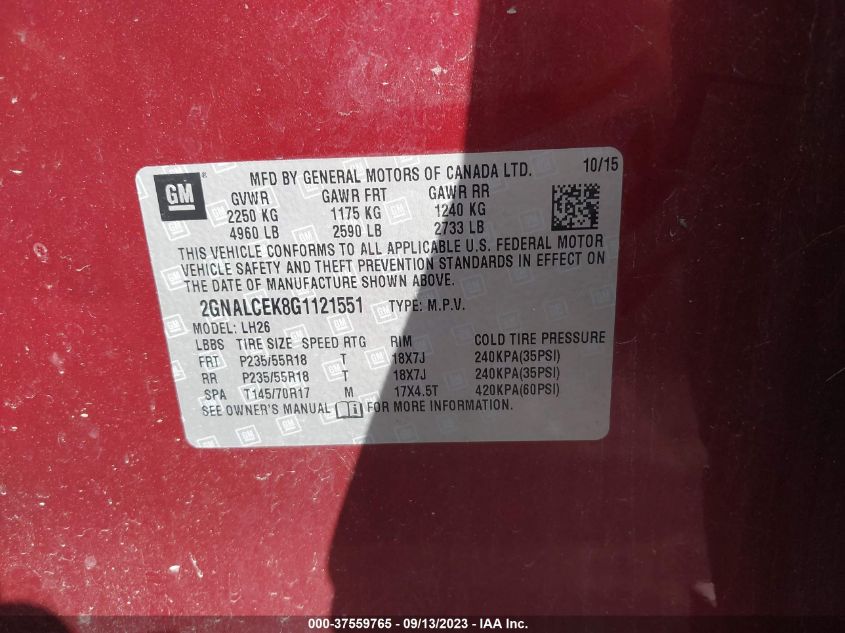 GM ® MFD BY GENERAL MOTORS OF CANADA LTD. 10/15
GVWR GAWR FRT GAWR RR
2250 KG 1175 KG 1240 KG
4960 LB 2590 LB 2733 LB
THIS VEHICLE CONFORMS TO ALL APPLICABLE U.S. FEDERAL MOTOR
VEHICLE SAFETY AND THEFT PREVENTION STANDARDS IN EFFECT ON
THE DATE OF MANUFACTURE SHOWN ABOVE.
2GNALCEK8G1121551 TYPE: M.P.V.
MODEL: LH26
LBBS TIRE SIZE SPEED RTG RIM COLD TIRE PRESSURE
FRT P235/55R18 T 18X7J 240KPA(35PSI)
RR P235/55R18 T 18X7J 240KPA(35PSI)
SPA T145/70R17 M 17X4.5T 420KPA(60PSI)
SEE OWNER'S MANUAL FOR MORE INFORMATION.
000-37559765 - 09/13/2023 - IAA Inc.